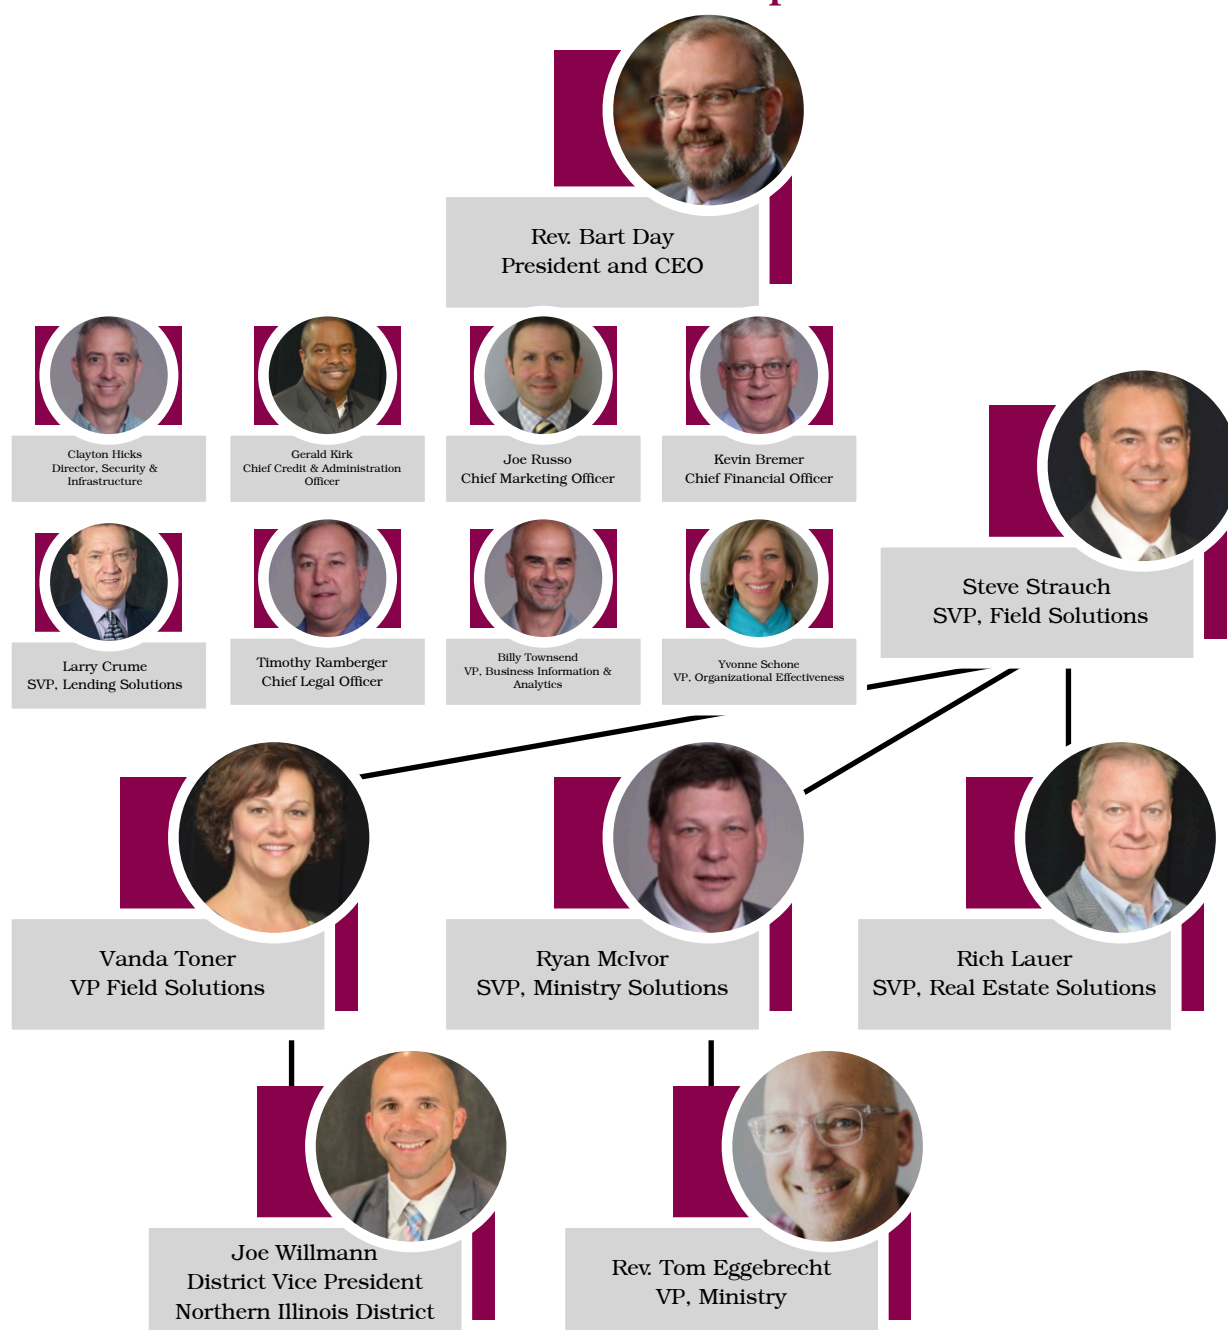 Rev. Bart Day
President and CEO
Clayton Hicks
Director, Security &
Infrastructure
Gerald Kirk
Chief Credit & Administration
Officer
Joe Russo
Chief Marketing Officer
Kevin Bremer
Chief Financial Officer
Steve Strauch
SVP, Field Solutions
Larry Crume
SVP, Lending Solutions
Timothy Ramberger
Chief Legal Officer
Billy Townsend
VP, Business Information &
Analytics
Yvonne Schone
VP, Organizational Effectiveness
Vanda Toner
VP Field Solutions
Ryan McIvor
SVP, Ministry Solutions
Rich Lauer
SVP, Real Estate Solutions
Joe Willmann
District Vice President
Northern Illinois District
Rev. Tom Eggebrecht
VP, Ministry